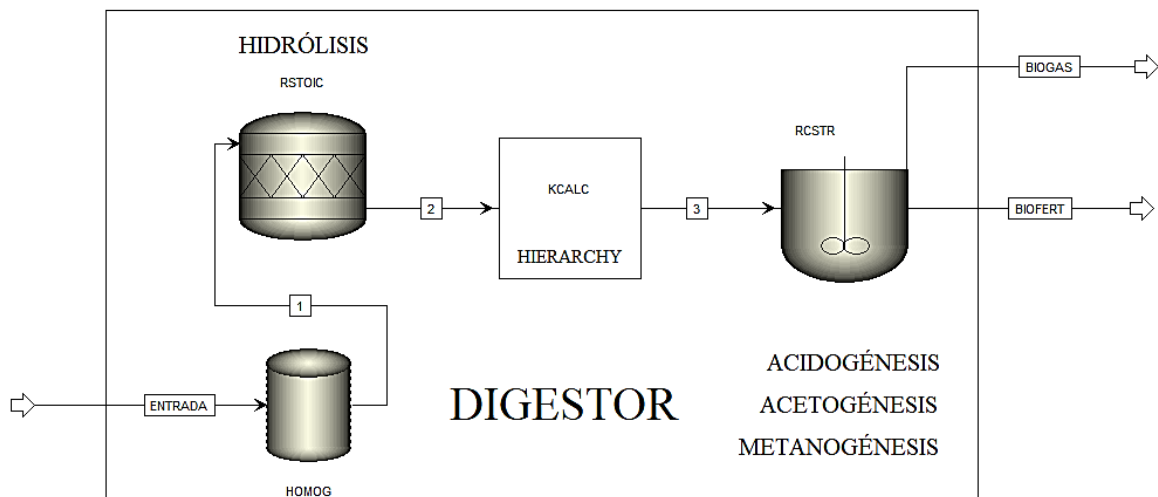 HIDRÓLISIS
RSTOIC
BIOGAS
RCSTR
KCALC
2
3
BIOFERT
HIERARCHY
1
ACIDOGÉNESIS
ENTRADA
DIGESTOR
ACETOGÉNESIS
METANOGÉNESIS
HOMOG